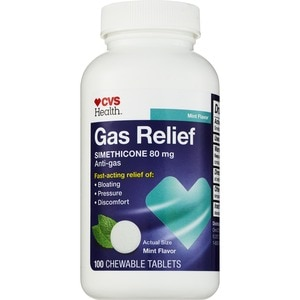 Mint Flavor
CVS
Health.
Gas Relief
SIMETHICONE 80 mg
Anti-gas
Fast-acting relief of:
• Bloating
• Pressure
• Discomfort
Actual Size
Mint Flavor
100 CHEWABLE TABLETS